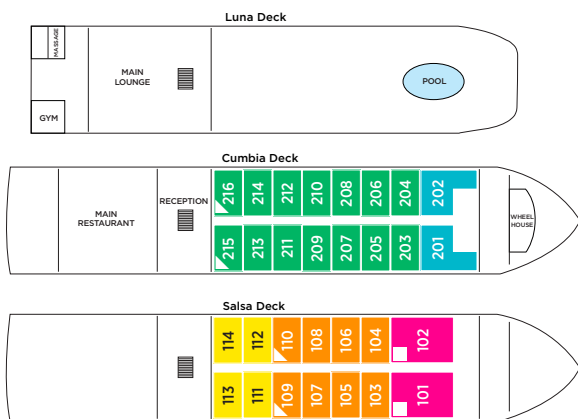 Luna Deck
MASSAGE
MAIN
LOUNGE
POOL
GYM
Cumbia Deck
216 214 212 210 208 206 204 202
MAIN
RESTAURANT
RECEPTION
WHEEL
HOUSE
215 213 211 209 207 205 203 201
Salsa Deck
114 112 110 108 106 104 102
113 111 109 107 105 103 101